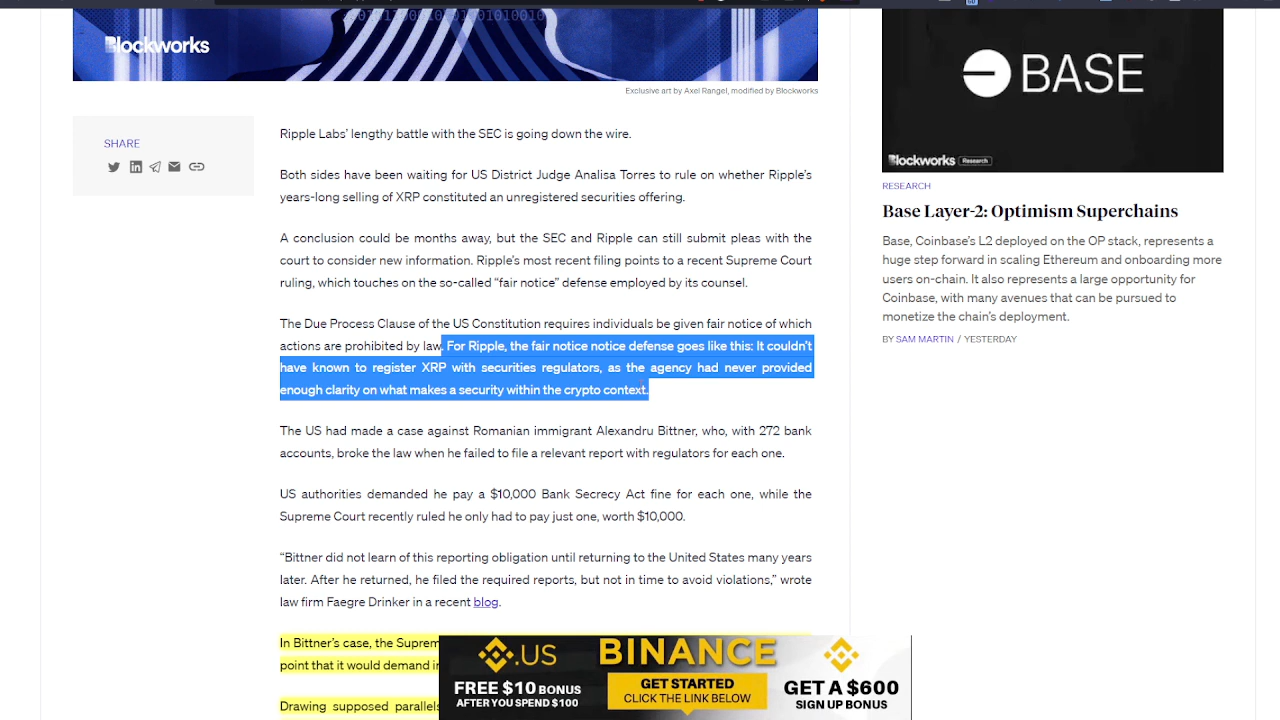 Blockworks
Exclusive art by Axel Rangel, modified by Blockworks
SHARE
Ripple Labs’ lengthy battle with the SEC is going down the wire.
Both sides have been waiting for US District Judge Analisa Torres to rule on whether Ripple’s
years-long selling of XRP constituted an unregistered securities offering.
A conclusion could be months away, but the SEC and Ripple can still submit pleas with the
court to consider new information. Ripple’s most recent filing points to a recent Supreme Court
ruling, which touches on the so-called “fair notice” defense employed by its counsel.
The Due Process Clause of the US Constitution requires individuals be given fair notice of which
actions are prohibited by law. For Ripple, the fair notice notice defense goes like this: It couldn’t
have known to register XRP with securities regulators, as the agency had never provided
enough clarity on what makes a security within the crypto context.
The US had made a case against Romanian immigrant Alexandru Bittner, who, with 272 bank
accounts, broke the law when he failed to file a relevant report with regulators for each one.
US authorities demanded he pay a $10,000 Bank Secrecy Act fine for each one, while the
Supreme Court recently ruled he only had to pay just one, worth $10,000.
“Bittner did not learn of this reporting obligation until returning to the United States many years
later. After he returned, he filed the required reports, but not in time to avoid violations,” wrote
law firm Faegre Drinker in a recent blog.
In Bittner’s case, the Suprem
point that it would demand in
Drawing supposed parallels
BASE
Blockworks Research
RESEARCH
Base Layer-2: Optimism Superchains
Base, Coinbase’s L2 deployed on the OP stack, represents a
huge step forward in scaling Ethereum and onboarding more
users on-chain. It also represents a large opportunity for
Coinbase, with many avenues that can be pursued to
monetize the chain’s deployment.
BY SAM MARTIN / YESTERDAY
.US
FREE $10 BONUS
AFTER YOU SPEND $100
BINANCE
GET STARTED
CLICK THE LINK BELOW
GET A $600
SIGN UP BONUS